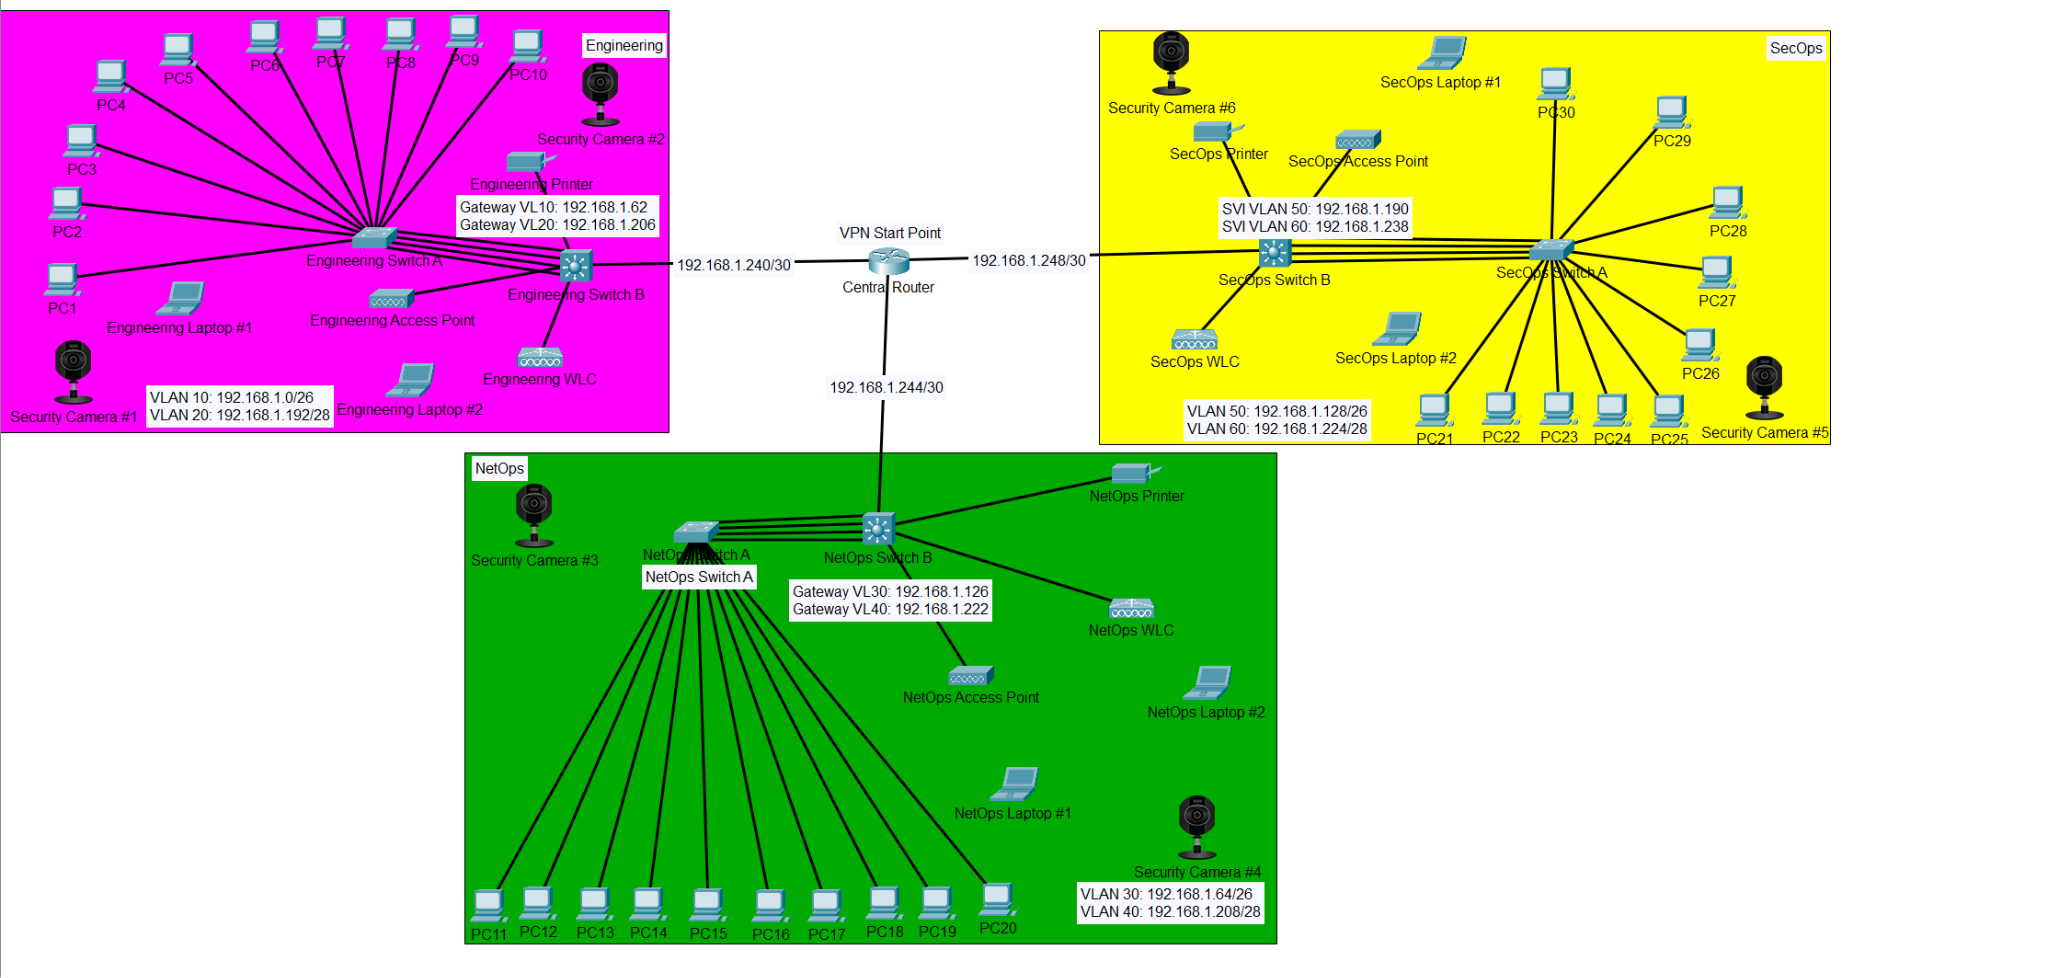 Engineering
PC4
PC5
PC6
PC7
PC8
PC9
PC10
PC3
PC2
PC1
Security Camera #2
Engineering Printer
Gateway VL10: 192.168.1.62
Gateway VL20: 192.168.1.206
Engineering Switch A
Engineering Switch B
Engineering Access Point
Engineering Laptop #1
Engineering WLC
Engineering Laptop #2
Security Camera #1
VLAN 10: 192.168.1.0/26
VLAN 20: 192.168.1.192/28
192.168.1.240/30
VPN Start Point
Central Router
192.168.1.248/30
192.168.1.244/30
SecOps
SecOps Laptop #1
Security Camera #6
SecOps Printer
SecOps Access Point
PC30
PC29
PC28
PC27
PC26
SVI VLAN 50: 192.168.1.190
SVI VLAN 60: 192.168.1.238
SecOps Switch B
SecOps Switch A
SecOps WLC
SecOps Laptop #2
VLAN 50: 192.168.1.128/26
VLAN 60: 192.168.1.224/28
PC21
PC22
PC23
PC24
PC25
Security Camera #5
NetOps
Security Camera #3
NetOps Switch A
NetOps Switch A
NetOps Switch B
NetOps Printer
Gateway VL30: 192.168.1.126
Gateway VL40: 192.168.1.222
NetOps WLC
NetOps Access Point
NetOps Laptop #2
NetOps Laptop #1
Security Camera #4
VLAN 30: 192.168.1.64/26
VLAN 40: 192.168.1.208/28
PC11
PC12
PC13
PC14
PC15
PC16
PC17
PC18
PC19
PC20